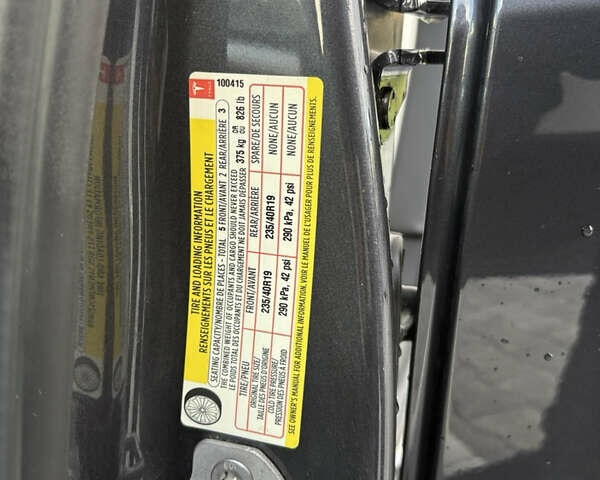 TESLA
100415
TIRE AND LOADING INFORMATION
RENSEIGNEMENTS SUR LES PNEUS ET LE CHARGEMENT
SEATING CAPACITY/NOMBRE DE PLACES - TOTAL 5 FRONT/AVANT 2 REAR/ARRIÈRE 3
THE COMBINED WEIGHT OF OCCUPANTS AND CARGO SHOULD NEVER EXCEED
LE POIDS TOTAL DES OCCUPANTS ET DU CHARGEMENT NE DOIT JAMAIS DÉPASSER
375 kg OR OU 826 lb
TIRE/PNEU FRONT/AVANT REAR/ARRIÈRE SPARE/DE SECOURS
ORIGINAL TIRE SIZE/
TAILLE DES PNEUS D'ORIGINE
235/40R19 235/40R19 NONE/AUCUN
COLD TIRE PRESSURE/
PRESSION DES PNEUS A FROID
290 kPa, 42 psi 290 kPa, 42 psi NONE/AUCUN
SEE OWNER'S MANUAL FOR ADDITIONAL INFORMATION. VOIR LE MANUEL DE L'USAGER POUR PLUS DE RENSEIGNEMENTS.